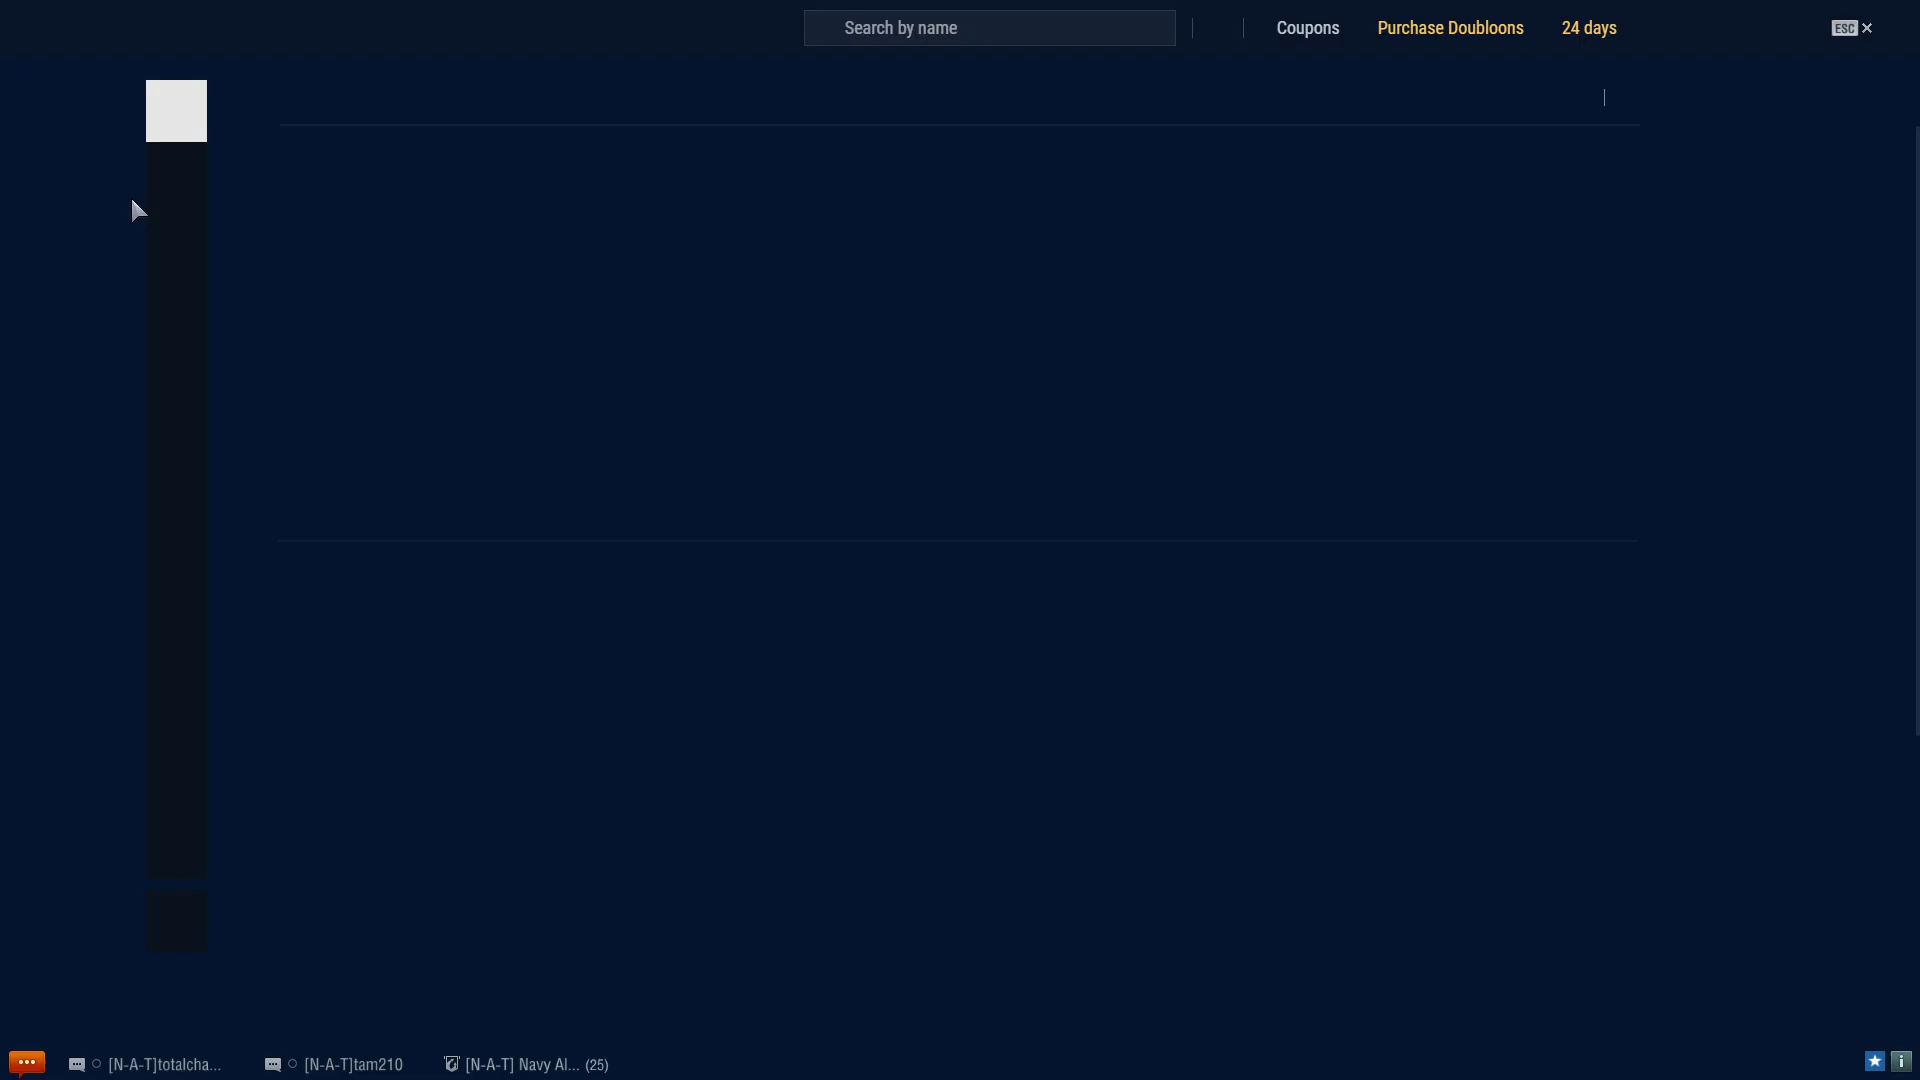 Search by name
Coupons
Purchase Doubloons
24 days
ESC
[N-A-T]totalcha...
[N-A-T]tam210
[N-A-T] Navy Al... (25)